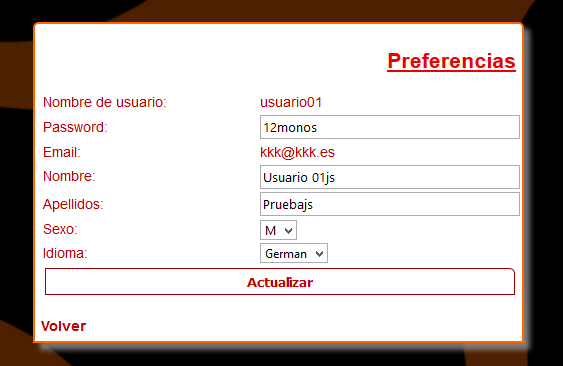 Preferencias
Nombre de usuario: usuario01
Password: 12monos
Email: kkk@kkk.es
Nombre: Usuario 01js
Apellidos: Pruebajs
Sexo: M
Idioma: German
Actualizar
Volver